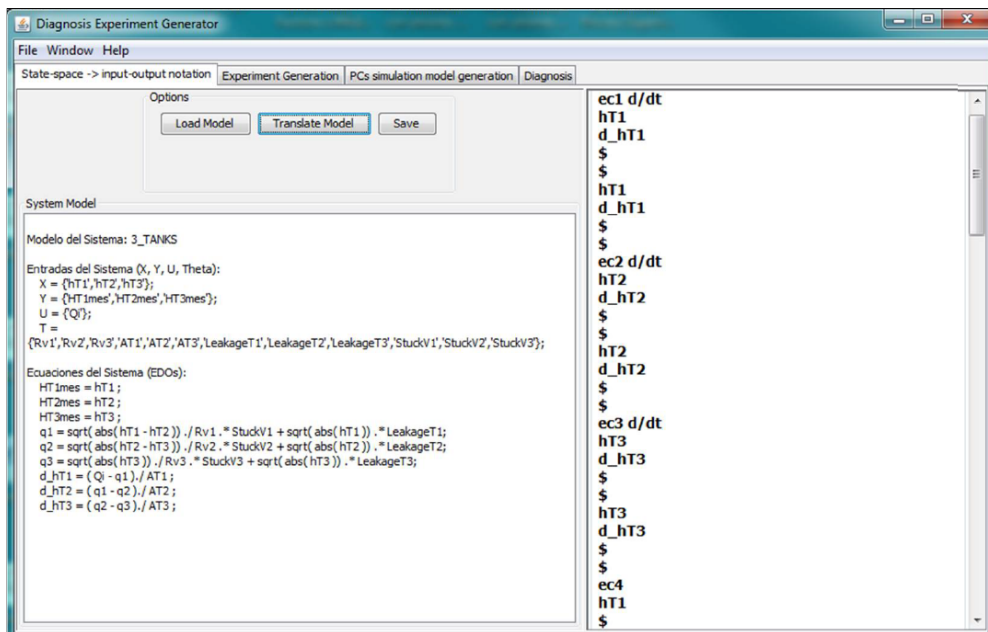 Diagnosis Experiment Generator
File Window Help
State-space -> input-output notation Experiment Generation PCs simulation model generation Diagnosis
Options
Load Model Translate Model Save
System Model
Modelo del Sistema: 3_TANKS
Entradas del Sistema (X, Y, U, Theta):
X = {'hT1','hT2','hT3'};
Y = {'HT1mes','HT2mes','HT3mes'};
U = {'Qi'};
T =
{'Rv1','Rv2','Rv3','AT1','AT2','AT3','LeakageT1','LeakageT2','LeakageT3','StuckV1','StuckV2','StuckV3'};
Ecuaciones del Sistema (EDOs):
HT1mes = hT1 ;
HT2mes = hT2 ;
HT3mes = hT3 ;
q1 = sqrt( abs( hT1 - hT2 )) ./ Rv1 .* StuckV1 + sqrt( abs( hT1 )) .* LeakageT1;
q2 = sqrt( abs( hT2 - hT3 )) ./ Rv2 .* StuckV2 + sqrt( abs( hT2 )) .* LeakageT2;
q3 = sqrt( abs( hT3 )) ./ Rv3 .* StuckV3 + sqrt( abs( hT3 )) .* LeakageT3;
d_hT1 = ( Qi - q1 )./ AT1 ;
d_hT2 = ( q1 - q2 )./ AT2 ;
d_hT3 = ( q2 - q3 )./ AT3 ;
ec1 d/dt
hT1
d_hT1
$
$
hT1
d_hT1
$
$
ec2 d/dt
hT2
d_hT2
$
$
hT2
d_hT2
$
$
ec3 d/dt
hT3
d_hT3
$
$
hT3
d_hT3
$
$
ec4
hT1
$